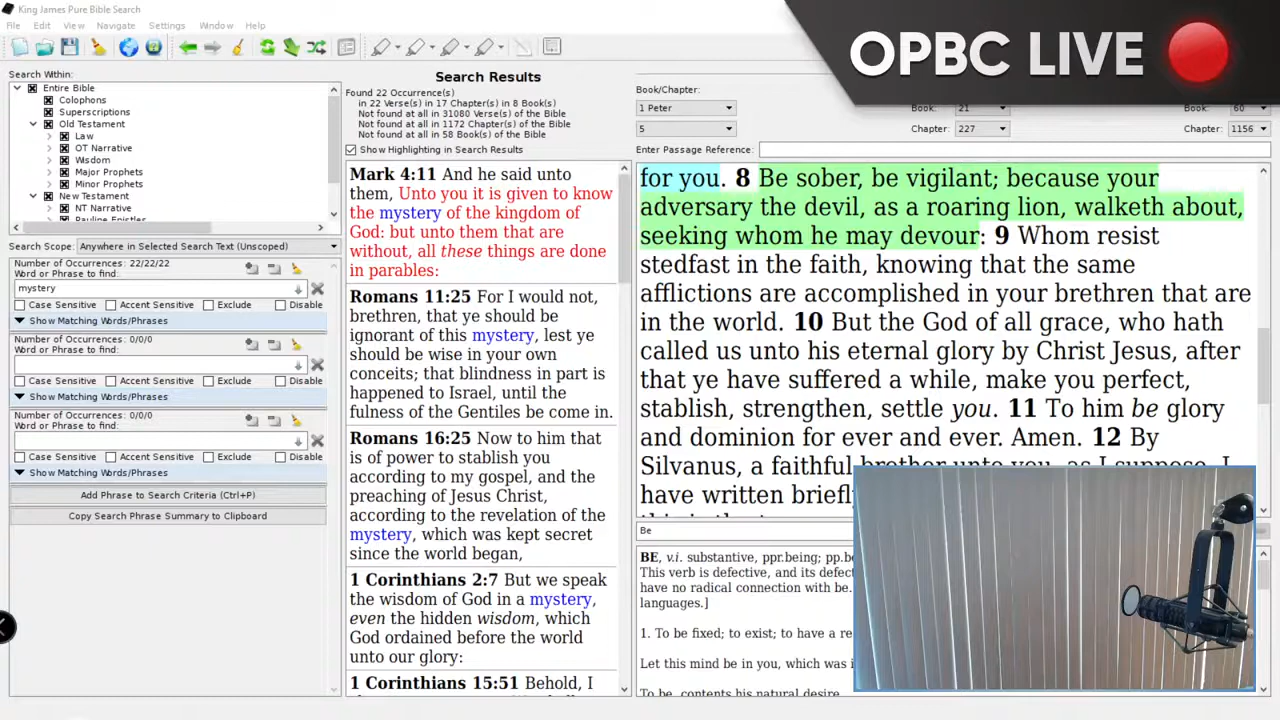 King James Pure Bible Search
File Edit View Navigate Settings Window Help
OPBC LIVE
Search Within:
Entire Bible
Colophons
Superscriptions
Old Testament
Law
OT Narrative
Wisdom
Major Prophets
Minor Prophets
New Testament
NT Narrative
Pauline Epistles
Search Scope: Anywhere in Selected Search Text (Unscoped)
Number of Occurrences: 22/22/22
Word or Phrase to find:
mystery
Case Sensitive Accent Sensitive Exclude Disable
Show Matching Words/Phrases
Number of Occurrences: 0/0/0
Word or Phrase to find:
Case Sensitive Accent Sensitive Exclude Disable
Show Matching Words/Phrases
Number of Occurrences: 0/0/0
Word or Phrase to find:
Case Sensitive Accent Sensitive Exclude Disable
Show Matching Words/Phrases
Add Phrase to Search Criteria (Ctrl+P)
Copy Search Phrase Summary to Clipboard
Search Results
Found 22 Occurrence(s)
in 22 Verse(s) in 17 Chapter(s) in 8 Book(s)
Not found at all in 31080 Verse(s) of the Bible
Not found at all in 1172 Chapter(s) of the Bible
Not found at all in 58 Book(s) of the Bible
Show Highlighting in Search Results
Mark 4:11 And he said unto
them, Unto you it is given to know
the mystery of the kingdom of
God: but unto them that are
without, all these things are done
in parables:
Romans 11:25 For I would not,
brethren, that ye should be
ignorant of this mystery, lest ye
should be wise in your own
conceits; that blindness in part is
happened to Israel, until the
fulness of the Gentiles be come in.
Romans 16:25 Now to him that
is of power to stablish you
according to my gospel, and the
preaching of Jesus Christ,
according to the revelation of the
mystery, which was kept secret
since the world began,
1 Corinthians 2:7 But we speak
the wisdom of God in a mystery,
even the hidden wisdom, which
God ordained before the world
unto our glory:
1 Corinthians 15:51 Behold, I
Book/Chapter:
1 Peter
Book: 21
Book: 60
5
Chapter: 227
Chapter: 1156
Enter Passage Reference:
for you. 8 Be sober, be vigilant; because your
adversary the devil, as a roaring lion, walketh about,
seeking whom he may devour: 9 Whom resist
stedfast in the faith, knowing that the same
afflictions are accomplished in your brethren that are
in the world. 10 But the God of all grace, who hath
called us unto his eternal glory by Christ Jesus, after
that ye have suffered a while, make you perfect,
stablish, strengthen, settle you. 11 To him be glory
and dominion for ever and ever. Amen. 12 By
Silvanus, a faithful brother unto you, as I suppose, I
have written briefly
Be
BE, v.i. substantive, ppr.being; pp.be
This verb is defective, and its defect
have no radical connection with be.
languages.]
1. To be fixed; to exist; to have a re
Let this mind be in you, which was i
To be, contents his natural desire.